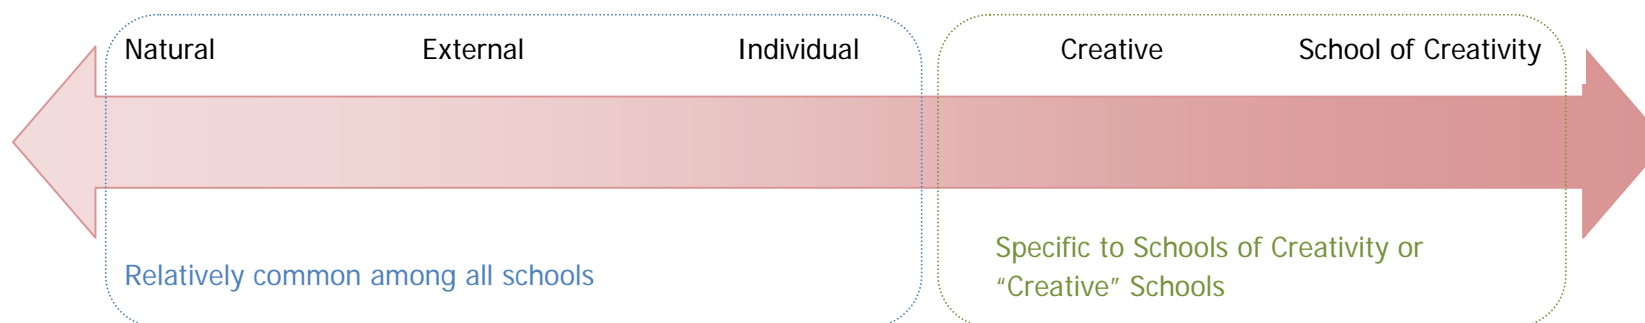 Natural External Individual Creative School of Creativity
Relatively common among all schools
Specific to Schools of Creativity or
“Creative” Schools